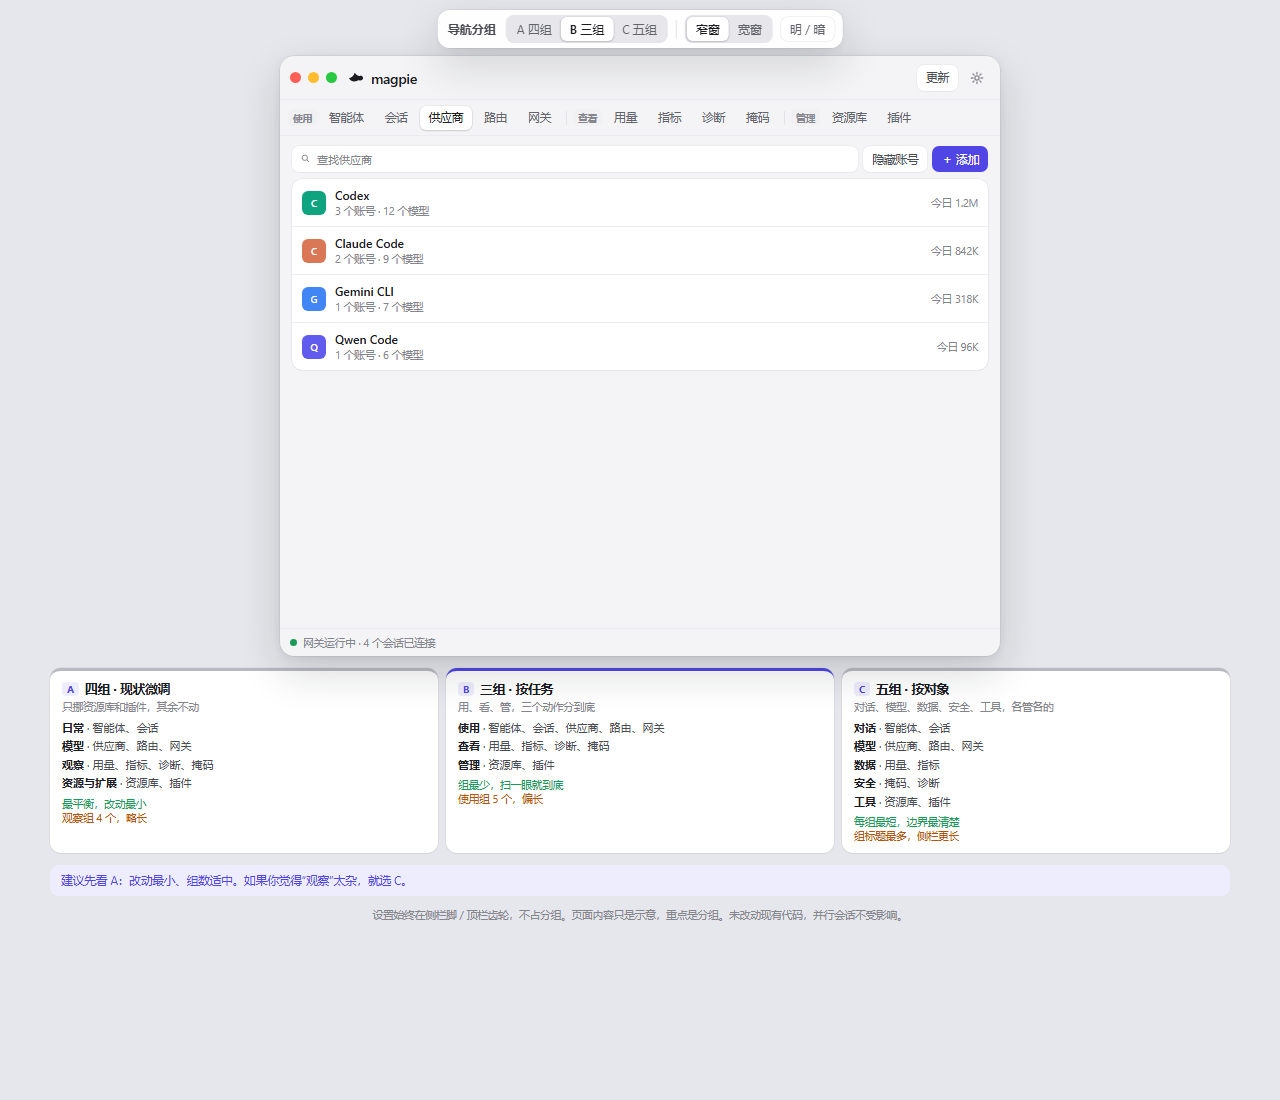 导航分组 A 四组 B 三组 C 五组 窄窗 宽窗 明 / 暗
magpie 更新
使用 智能体 会话 供应商 路由 网关 查看 用量 指标 诊断 掩码 管理 资源库 插件
查找供应商 隐藏账号 + 添加
C Codex 今日 1.2M
3 个账号 · 12 个模型
C Claude Code 今日 842K
2 个账号 · 9 个模型
G Gemini CLI 今日 318K
1 个账号 · 7 个模型
Q Qwen Code 今日 96K
1 个账号 · 6 个模型
网关运行中 · 4 个会话已连接
A 四组 · 现状微调
只挪资源库和插件，其余不动
日常 · 智能体、会话
模型 · 供应商、路由、网关
观察 · 用量、指标、诊断、掩码
资源与扩展 · 资源库、插件
最平衡，改动最小
观察组 4 个，略长
B 三组 · 按任务
用、看、管，三个动作分到底
使用 · 智能体、会话、供应商、路由、网关
查看 · 用量、指标、诊断、掩码
管理 · 资源库、插件
组最少，扫一眼就到底
使用组 5 个，偏长
C 五组 · 按对象
对话、模型、数据、安全、工具，各管各的
对话 · 智能体、会话
模型 · 供应商、路由、网关
数据 · 用量、指标
安全 · 掩码、诊断
工具 · 资源库、插件
每组最短，边界最清楚
组标题最多，侧栏更长
建议先看 A：改动最小、组数适中。如果你觉得“观察”太杂，就选 C。
设置始终在侧栏脚 / 顶栏齿轮，不占分组。页面内容只是示意，重点是分组。未改动现有代码，并行会话不受影响。